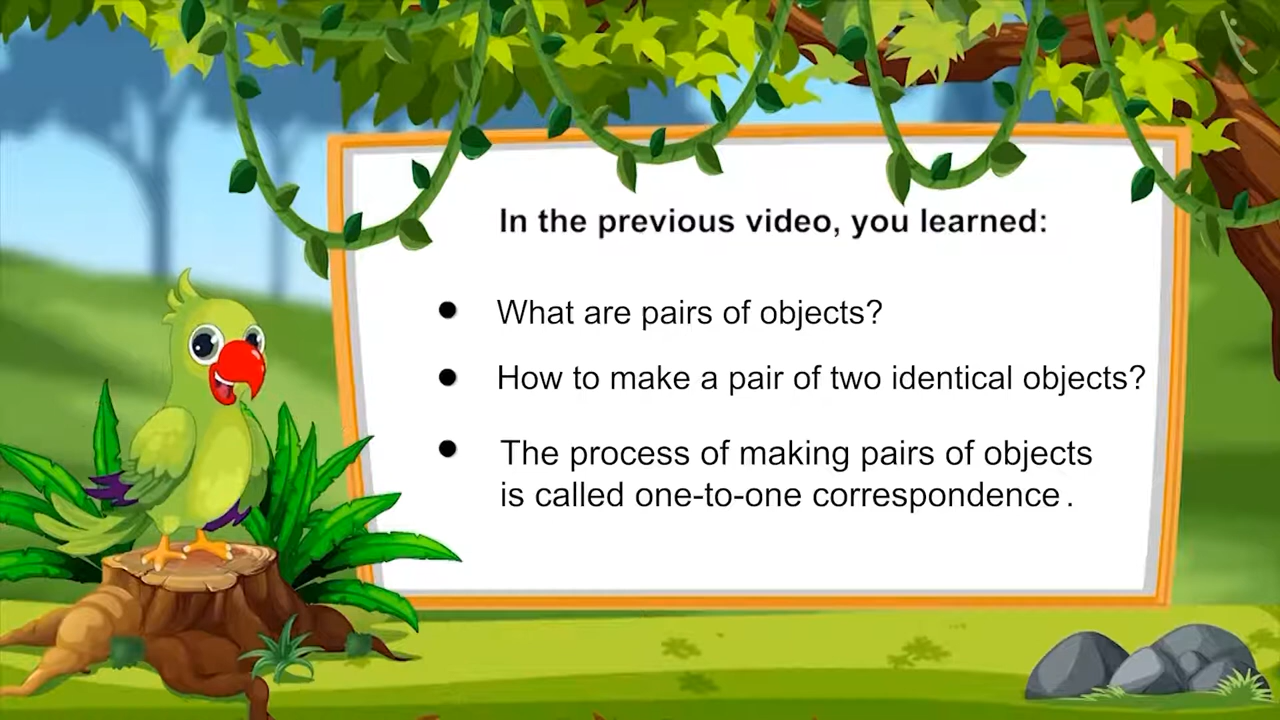 In the previous video, you learned:
● What are pairs of objects?
● How to make a pair of two identical objects?
● The process of making pairs of objects
is called one-to-one correspondence .